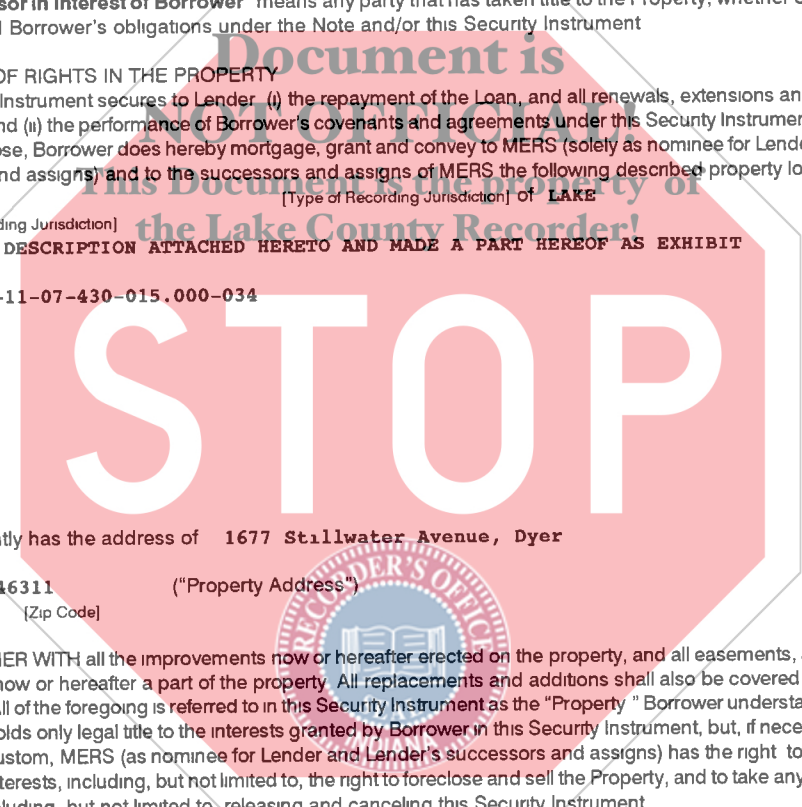 sor in Interest of Borrower" means any party that has taken title to the Property, whether
Borrower's obligations under the Note and/or this Security Instrument
Document is
OF RIGHTS IN THE PROPERTY
Instrument secures to Lender (i) the repayment of the Loan, and all renewals, extensions an
NOT OFFICIAL!
nd (ii) the performance of Borrower's covenants and agreements under this Security Instrumen
ose, Borrower does hereby mortgage, grant and convey to MERS (solely as nominee for Lende
nd assigns) and to the successors and assigns of MERS the following described property lo
This Document is the property of
[Type of Recording Jurisdiction] of LAKE
ding Jurisdiction]
the Lake County Recorder!
DESCRIPTION ATTACHED HERETO AND MADE A PART HEREOF AS EXHIBIT
-11-07-430-015.000-034
STOP
tly has the address of 1677 Stillwater Avenue, Dyer
46311 ("Property Address")
[Zip Code]
RECORDER'S OFFICE
HER WITH all the improvements now or hereafter erected on the property, and all easements,
now or hereafter a part of the property. All replacements and additions shall also be covered
ll of the foregoing is referred to in this Security Instrument as the "Property " Borrower understa
olds only legal title to the interests granted by Borrower in this Security Instrument, but, if nece
INDIANA
ustom, MERS (as nominee for Lender and Lender's successors and assigns) has the right to
terests, including, but not limited to, the right to foreclose and sell the Property, and to take any
luding, but not limited to, releasing and canceling this Security Instrument